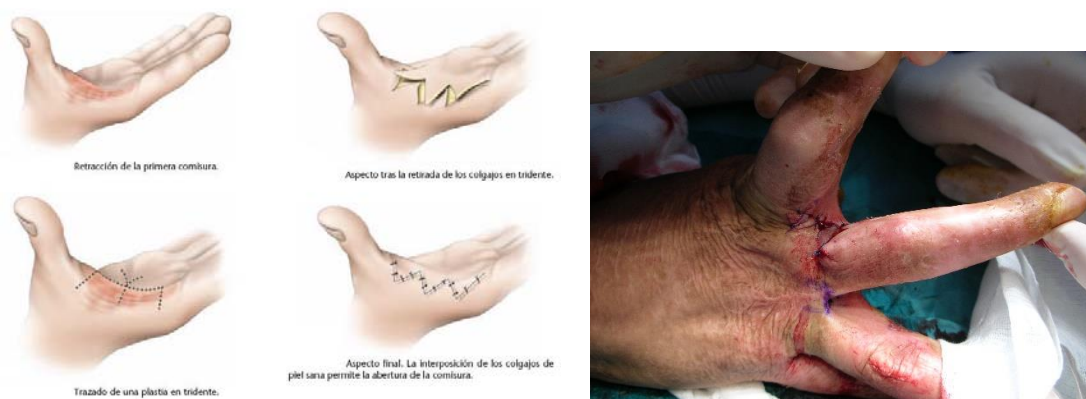 Retracción de la primera comisura.
Aspecto tras la retirada de los colgajos en tridente.
Trazado de una plastia en tridente.
Aspecto final. La interposición de los colgajos de
piel sana permite la abertura de la comisura.